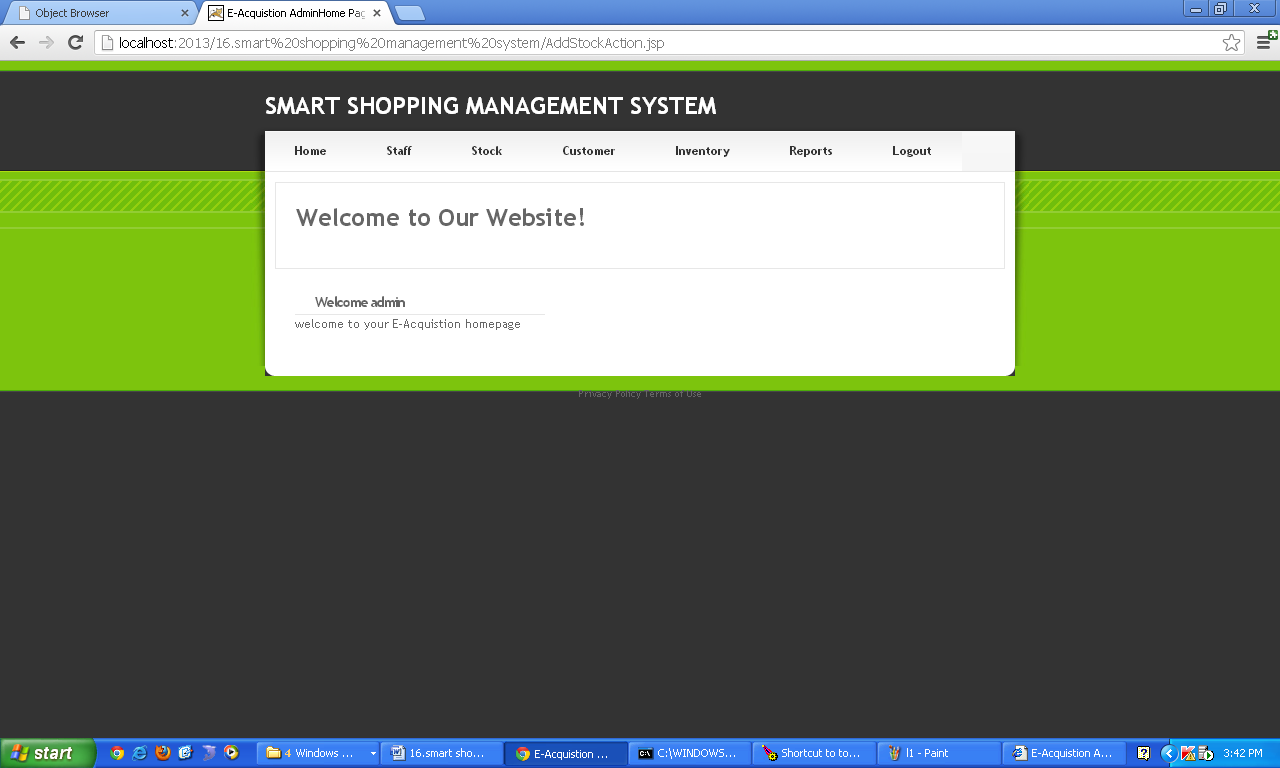 Object Browser
E-Acquistion AdminHome Pag
localhost:2013/16.smart%20shopping%20management%20system/AddStockAction.jsp
SMART SHOPPING MANAGEMENT SYSTEM
Home Staff Stock Customer Inventory Reports Logout
Welcome to Our Website!
Welcome admin
welcome to your E-Acquistion homepage
Privacy Policy Terms of Use
start 4 Windows ... 16.smart sho... E-Acquistion ... C:\WINDOWS... Shortcut to to... l1 - Paint E-Acquistion A... 3:42 PM